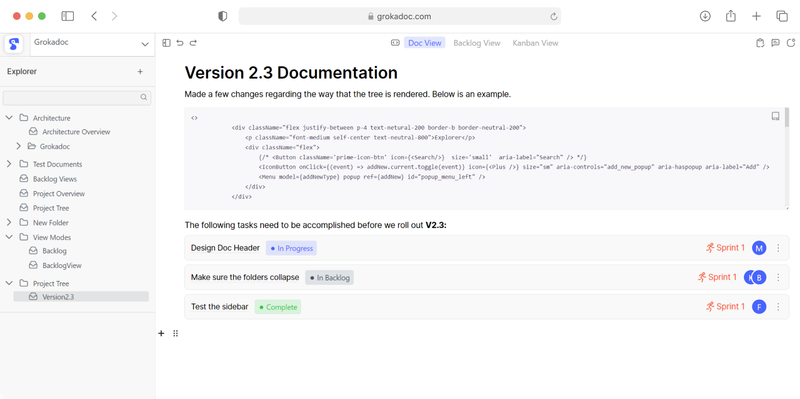 grokadoc.com
Grokadoc
Doc View Backlog View Kanban View
Explorer
Architecture
Architecture Overview
Grokadoc
Test Documents
Backlog Views
Project Overview
Project Tree
New Folder
View Modes
Backlog
BacklogView
Project Tree
Version2.3
Version 2.3 Documentation
Made a few changes regarding the way that the tree is rendered. Below is an example.
<>
<div className="flex justify-between p-4 text-netural-200 border-b border-neutral-200">
<p className="font-medium self-center text-neutral-800">Explorer</p>
<div className="flex">
{/* <Button className='prime-icon-btn' icon={<Search/>}  size='small'  aria-label="Search" /> */}
<IconButton onClick={(event) => addNew.current.toggle(event)} icon={<Plus />} size="sm" aria-controls="add_new_popup" aria-haspopup aria-label="Add" />
<Menu model={addNewType} popup ref={addNew} id="popup_menu_left" />
</div>
</div>
The following tasks need to be accomplished before we roll out V2.3:
Design Doc Header In Progress Sprint 1 M
Make sure the folders collapse In Backlog Sprint 1 B
Test the sidebar Complete Sprint 1 F